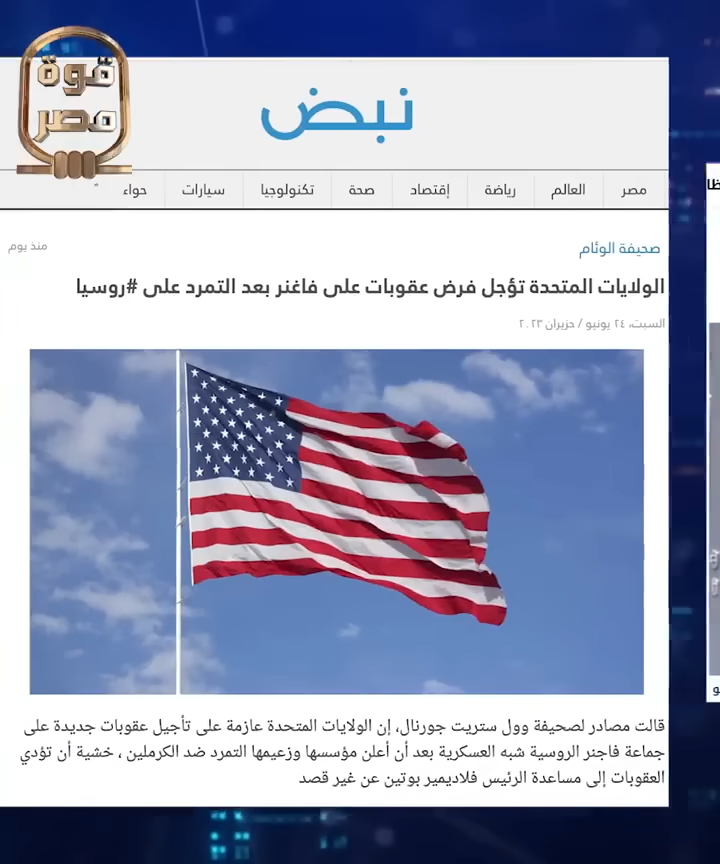 قوة
مصر
نبض
مصر
العالم
رياضة
إقتصاد
صحة
تكنولوجيا
سيارات
حواء
صحيفة الوئام
منذ يوم
الولايات المتحدة تؤجل فرض عقوبات على فاغنر بعد التمرد على #روسيا
السبت، ٢٤ يونيو / حزيران ٢٠٢٣
قالت مصادر لصحيفة وول ستريت جورنال، إن الولايات المتحدة عازمة على تأجيل عقوبات جديدة على
جماعة فاجنر الروسية شبه العسكرية بعد أن أعلن مؤسسها وزعيمها التمرد ضد الكرملين ، خشية أن تؤدي
العقوبات إلى مساعدة الرئيس فلاديمير بوتين عن غير قصد